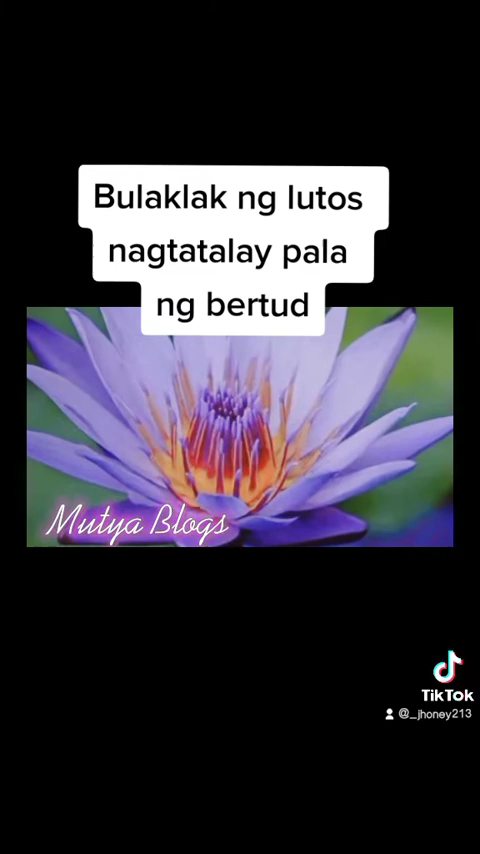 Bulaklak ng lutos
nagtatalay pala
ng bertud
Mutya Blogs
TikTok
@_jhoney213